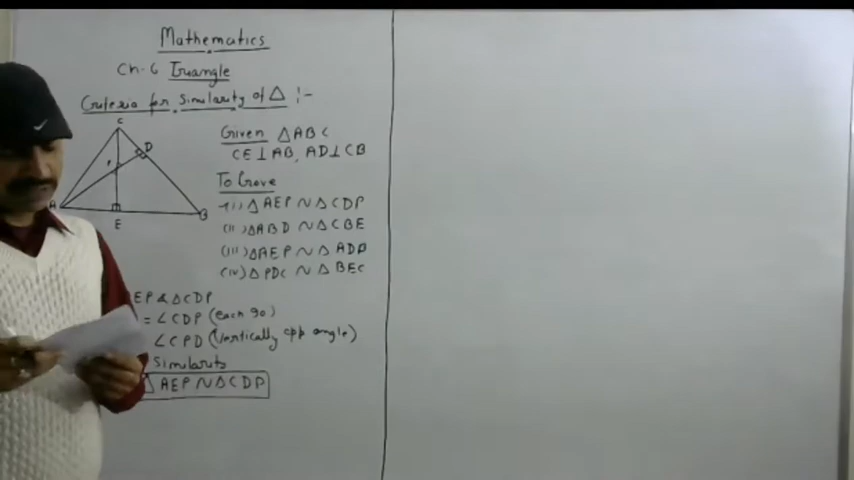 Mathematics
Ch-6 Triangle
Criteria for Similarity of △ :-
C
D
P
A
B
E
Given △ABC
CE⊥AB, AD⊥CB
To Prove
(i) △AEP ~ △CDP
(ii) △ABD ~ △CBE
(iii) △AEP ~ △ADB
(iv) △PDC ~ △BEC
EP & △CDP
= ∠CDP (each 90)
∠CPD (Vertically opp angle)
Similarity
△AEP ~ △CDP